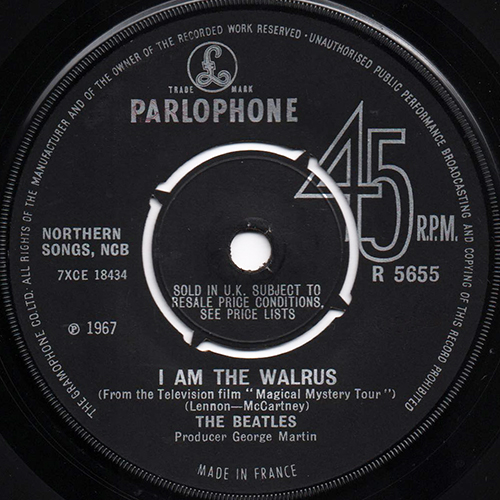 THE GRAMOPHONE CO. LTD. ALL RIGHTS OF THE MANUFACTURER AND OF THE OWNER OF THE RECORDED WORK RESERVED · UNAUTHORISED PUBLIC PERFORMANCE BROADCASTING AND COPYING OF THIS RECORD PROHIBITED
£
TRADE MARK
PARLOPHONE
45 R.P.M.
NORTHERN
SONGS, NCB
R 5655
7XCE 18434
SOLD IN U.K. SUBJECT TO
RESALE PRICE CONDITIONS,
SEE PRICE LISTS
℗ 1967
I AM THE WALRUS
(From the Television film "Magical Mystery Tour")
(Lennon—McCartney)
THE BEATLES
Producer George Martin
MADE IN FRANCE